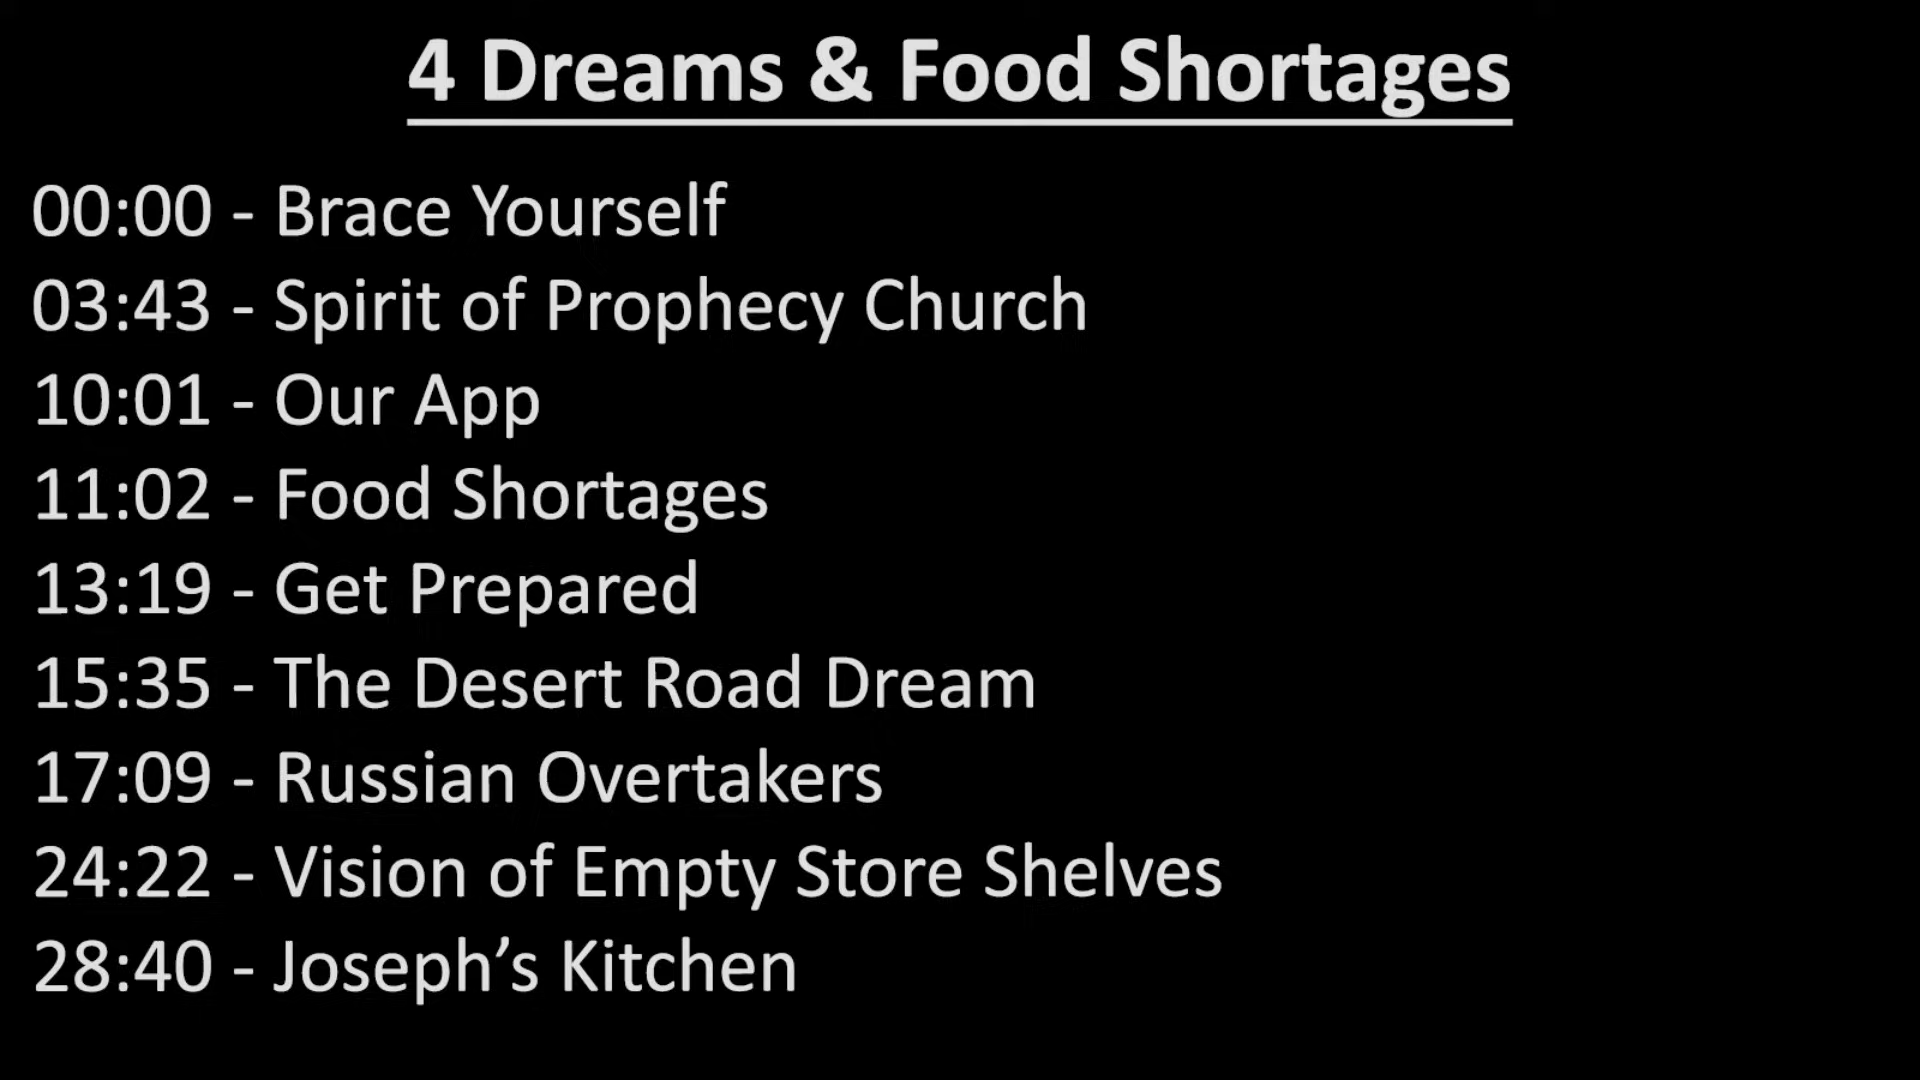 4 Dreams & Food Shortages
00:00 - Brace Yourself
03:43 - Spirit of Prophecy Church
10:01 - Our App
11:02 - Food Shortages
13:19 - Get Prepared
15:35 - The Desert Road Dream
17:09 - Russian Overtakers
24:22 - Vision of Empty Store Shelves
28:40 - Joseph’s Kitchen